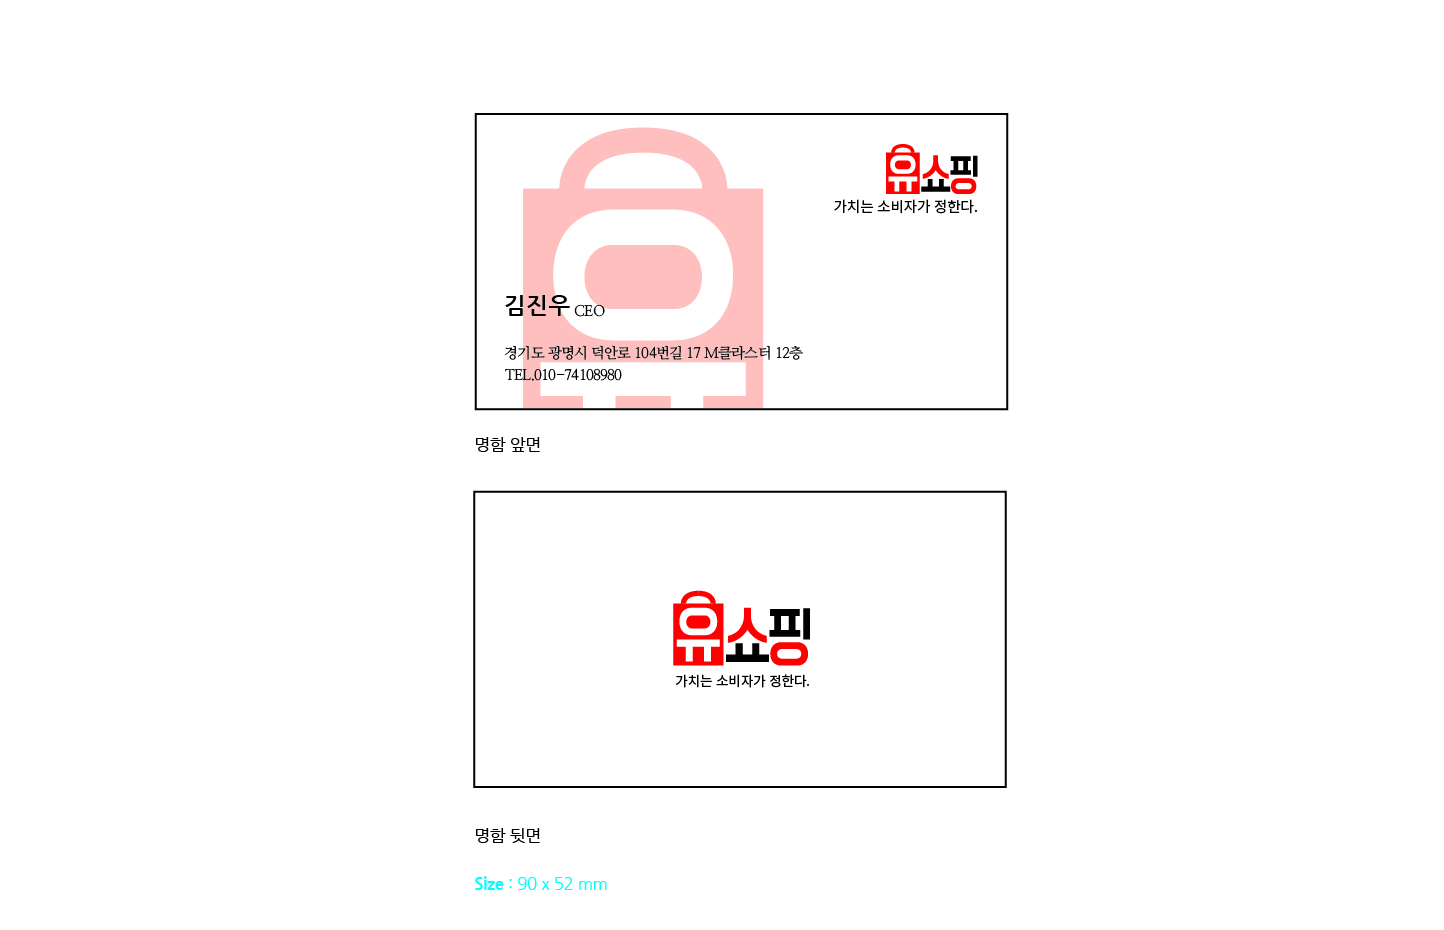 유쇼핑
가치는 소비자가 정한다.
김진우 CEO
경기도 광명시 덕안로 104번길 17 M클라스터 12층
TEL.010-74108980
명함 앞면
유쇼핑
가치는 소비자가 정한다.
명함 뒷면
Size : 90 x 52 mm